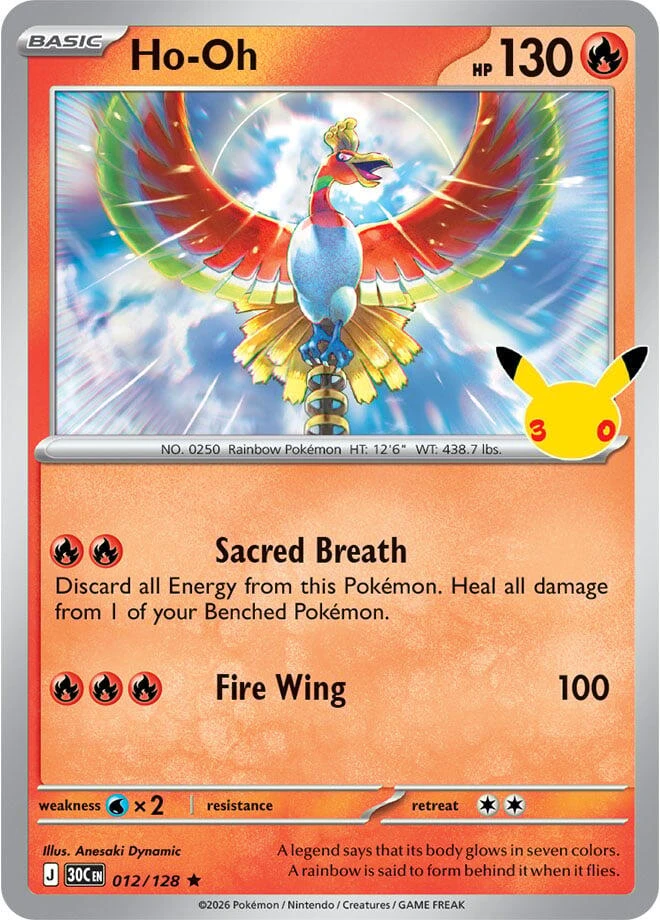 BASIC
Ho-Oh
HP 130
30
NO. 0250 Rainbow Pokémon HT: 12'6" WT: 438.7 lbs.
Sacred Breath
Discard all Energy from this Pokémon. Heal all damage
from 1 of your Benched Pokémon.
Fire Wing 100
weakness ×2 resistance retreat
Illus. Anesaki Dynamic
A legend says that its body glows in seven colors.
A rainbow is said to form behind it when it flies.
J 30C EN 012/128 ★
©2026 Pokémon / Nintendo / Creatures / GAME FREAK